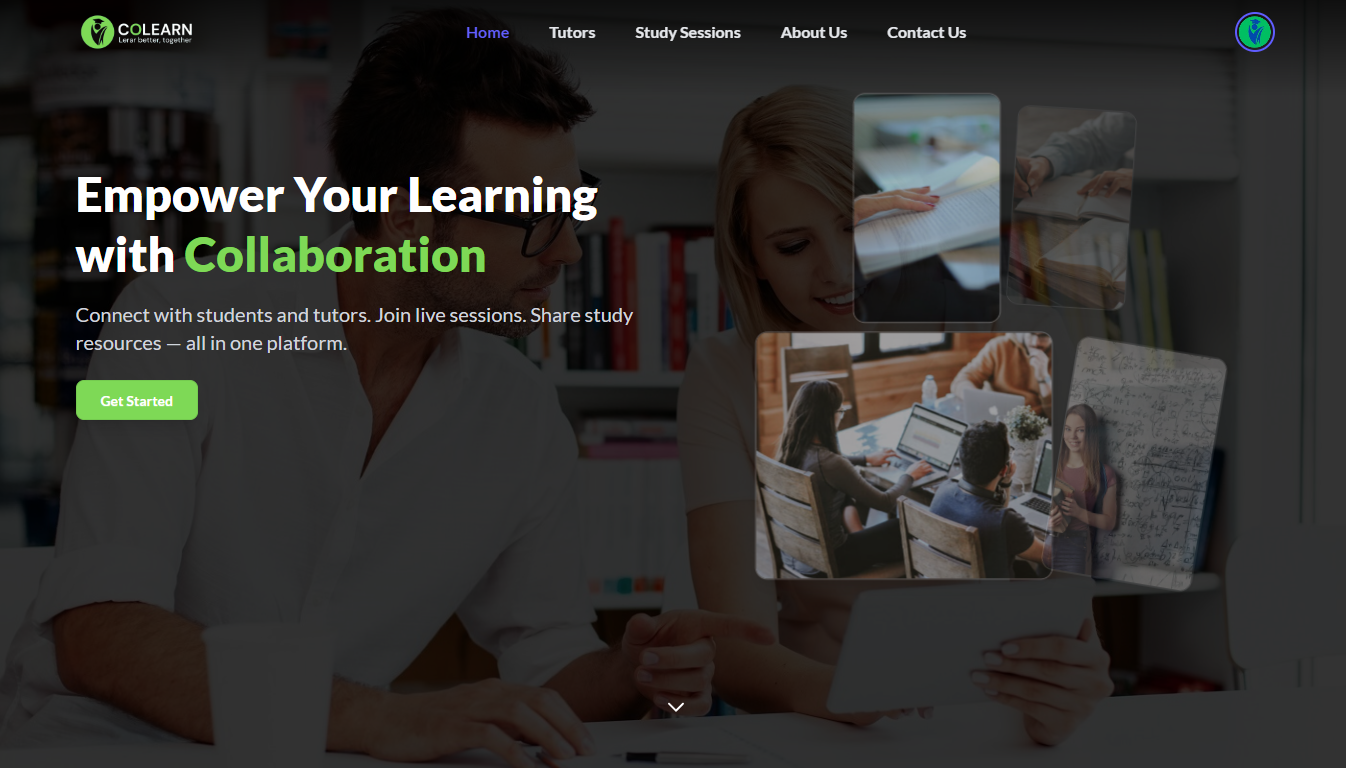 COLEARN
Lerar better, together
Home
Tutors
Study Sessions
About Us
Contact Us
Empower Your Learning
with Collaboration
Connect with students and tutors. Join live sessions. Share study
resources — all in one platform.
Get Started